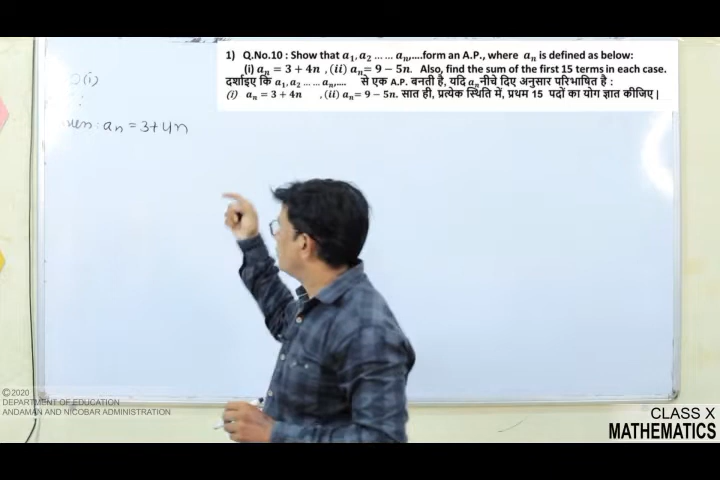 1) Q.No.10 : Show that a₁, a₂ ... ... aₙ,....form an A.P., where aₙ is defined as below:
(i) aₙ = 3 + 4n , (ii) aₙ= 9 − 5n. Also, find the sum of the first 15 terms in each case.
दर्शाइए कि a₁, a₂ ... ... aₙ,.... से एक A.P. बनती है, यदि aₙ नीचे दिए अनुसार परिभाषित है :
(i) aₙ = 3 + 4n , (ii) aₙ= 9 − 5n. सात ही, प्रत्येक स्थिति में, प्रथम 15 पदों का योग ज्ञात कीजिए |
(i)
aₙ = 3+4n
©2020
DEPARTMENT OF EDUCATION
ANDAMAN AND NICOBAR ADMINISTRATION
CLASS X
MATHEMATICS